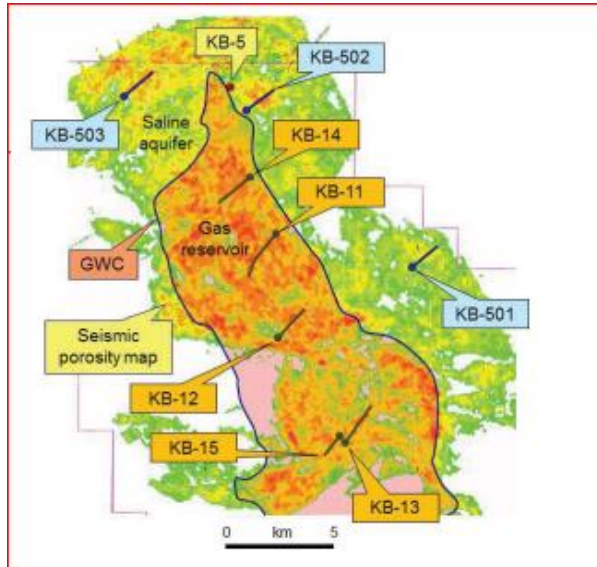 KB-5
KB-502
KB-503
Saline
aquifer
KB-14
KB-11
Gas
reservoir
GWC
KB-501
Seismic
porosity map
KB-12
KB-15
KB-13
0 km 5